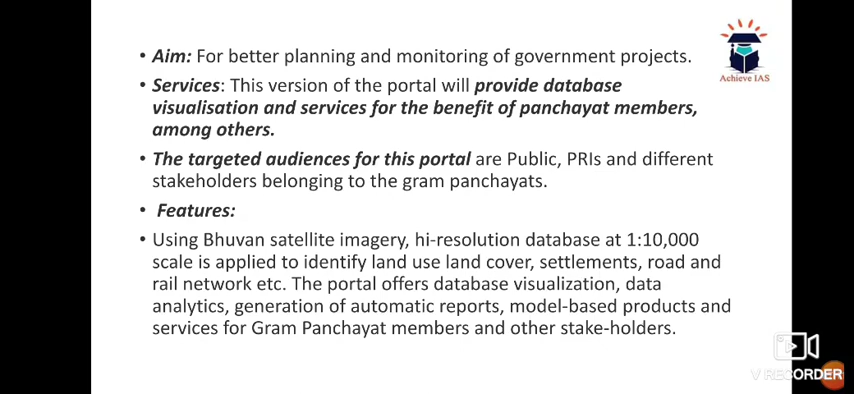 • Aim: For better planning and monitoring of government projects.
• Services: This version of the portal will provide database
visualisation and services for the benefit of panchayat members,
among others.
• The targeted audiences for this portal are Public, PRIs and different
stakeholders belonging to the gram panchayats.
• Features:
• Using Bhuvan satellite imagery, hi-resolution database at 1:10,000
scale is applied to identify land use land cover, settlements, road and
rail network etc. The portal offers database visualization, data
analytics, generation of automatic reports, model-based products and
services for Gram Panchayat members and other stake-holders.
Achieve IAS
V RECORDER